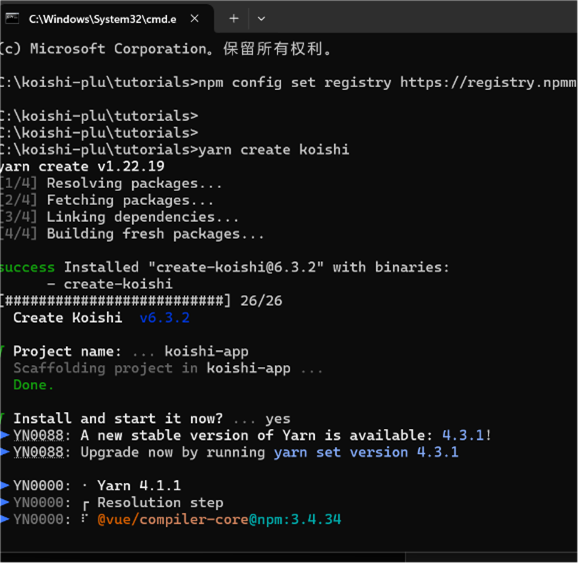 C:\Windows\System32\cmd.e
(c) Microsoft Corporation。保留所有权利。
C:\koishi-plu\tutorials>npm config set registry https://registry.npmm
C:\koishi-plu\tutorials>
C:\koishi-plu\tutorials>
C:\koishi-plu\tutorials>yarn create koishi
yarn create v1.22.19
[1/4] Resolving packages...
[2/4] Fetching packages...
[3/4] Linking dependencies...
[4/4] Building fresh packages...
success Installed "create-koishi@6.3.2" with binaries:
- create-koishi
[##########################] 26/26
Create Koishi v6.3.2
√ Project name: ... koishi-app
Scaffolding project in koishi-app ...
Done.
√ Install and start it now? ... yes
YN0088: A new stable version of Yarn is available: 4.3.1!
YN0088: Upgrade now by running yarn set version 4.3.1
YN0000: · Yarn 4.1.1
YN0000: ┌ Resolution step
YN0000: ⠏ @vue/compiler-core@npm:3.4.34